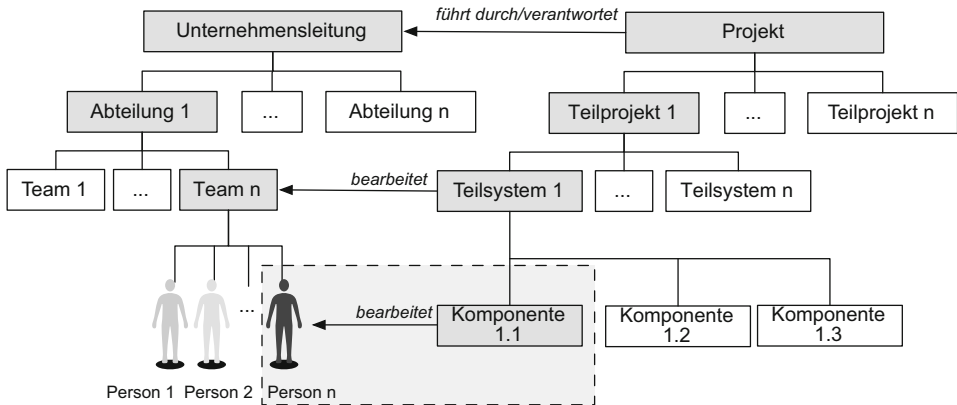 führt durch/verantwortet
Unternehmensleitung
Projekt
Abteilung 1
...
Abteilung n
Teilprojekt 1
...
Teilprojekt n
Team 1
...
Team n
bearbeitet
Teilsystem 1
...
Teilsystem n
...
bearbeitet
Komponente
1.1
Komponente
1.2
Komponente
1.3
Person 1
Person 2
Person n